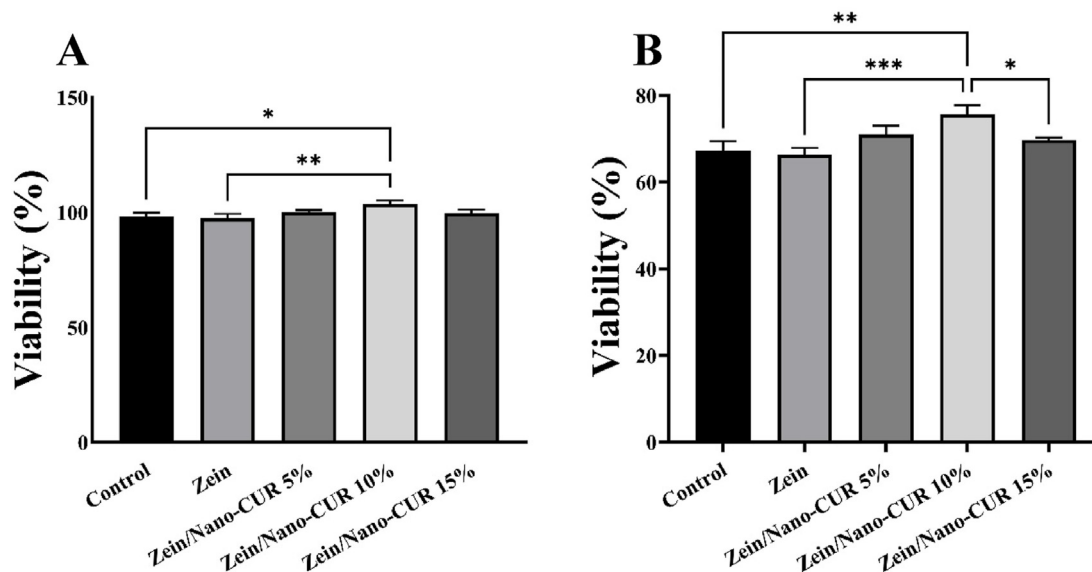 A
Viability (%)
150
100
50
0
*
**
Control
Zein
Zein/Nano-CUR 5%
Zein/Nano-CUR 10%
Zein/Nano-CUR 15%
B
Viability (%)
80
60
40
20
0
**
***
*
Control
Zein
Zein/Nano-CUR 5%
Zein/Nano-CUR 10%
Zein/Nano-CUR 15%